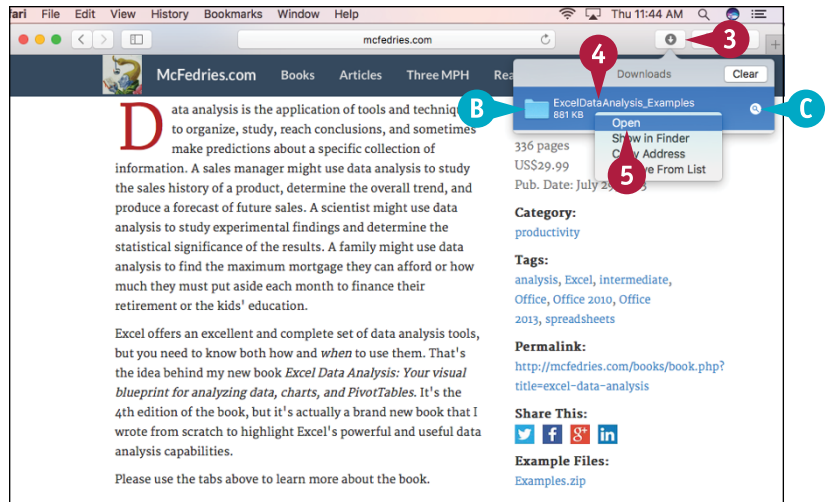 ari File Edit View History Bookmarks Window Help Thu 11:44 AM
mcfedries.com
3
4
McFedries.com Books Articles Three MPH Rea
Downloads Clear
B
ExcelDataAnalysis_Examples
881 KB
C
Open
Show in Finder
Address
From List
5
Data analysis is the application of tools and
to organize, study, reach conclusions, and sometimes
make predictions about a specific collection of
information. A sales manager might use data analysis to study
the sales history of a product, determine the overall trend, and
produce a forecast of future sales. A scientist might use data
analysis to study experimental findings and determine the
statistical significance of the results. A family might use data
analysis to find the maximum mortgage they can afford or how
much they must put aside each month to finance their
retirement or the kids' education.
Excel offers an excellent and complete set of data analysis tools,
but you need to know both how and when to use them. That's
the idea behind my new book Excel Data Analysis: Your visual
blueprint for analyzing data, charts, and PivotTables. It's the
4th edition of the book, but it's actually a brand new book that I
wrote from scratch to highlight Excel's powerful and useful data
analysis capabilities.
Please use the tabs above to learn more about the book.
336 pages
US$29.99
Pub. Date: July
Category:
productivity
Tags:
analysis, Excel, intermediate,
Office, Office 2010, Office
2013, spreadsheets
Permalink:
http://mcfedries.com/books/book.php?
title=excel-data-analysis
Share This:
f g+ in
Example Files:
Examples.zip